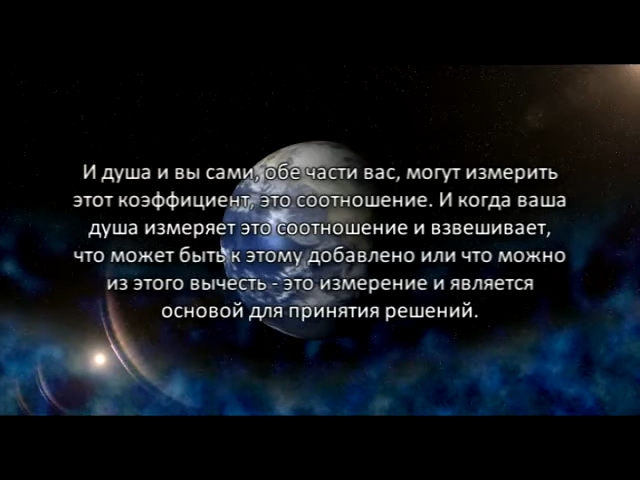 И душа и вы сами, обе части вас, могут измерить
этот коэффициент, это соотношение. И когда ваша
душа измеряет это соотношение и взвешивает,
что может быть к этому добавлено или что можно
из этого вычесть - это измерение и является
основой для принятия решений.